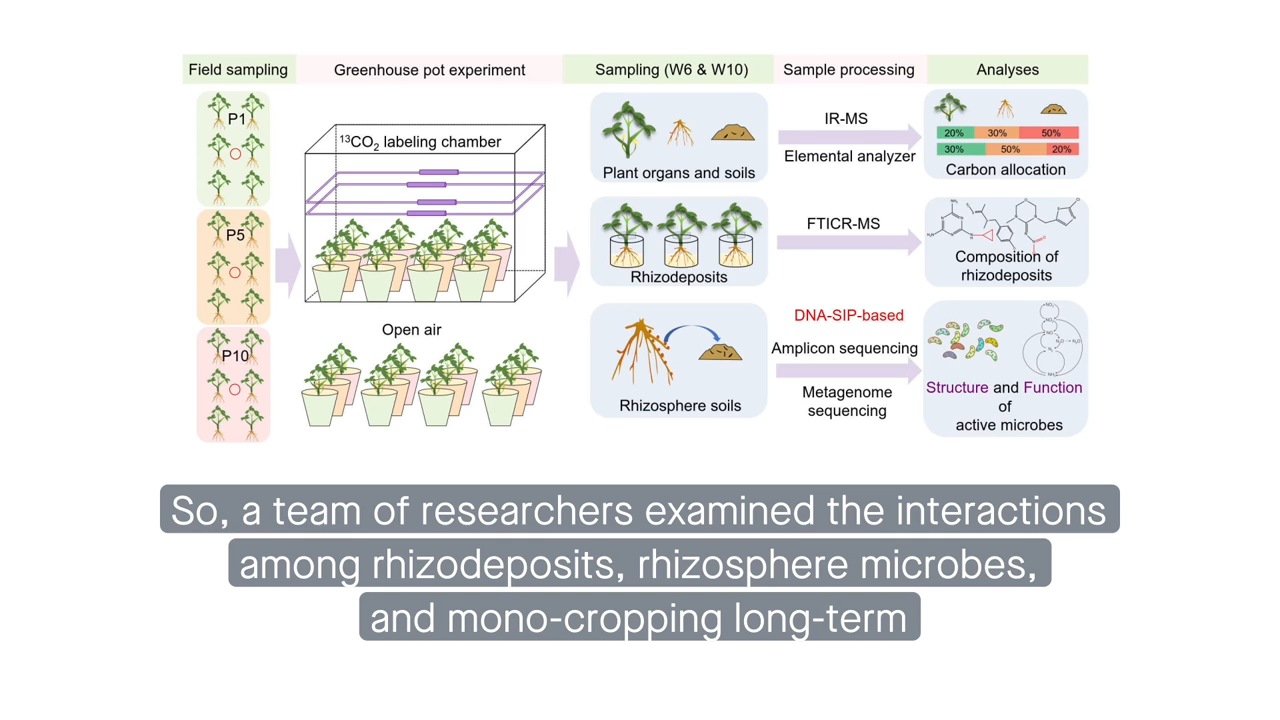 Field sampling
Greenhouse pot experiment
Sampling (W6 & W10)
Sample processing
Analyses
P1
P5
P10
¹³CO₂ labeling chamber
Open air
Plant organs and soils
Rhizodeposits
Rhizosphere soils
IR-MS
Elemental analyzer
FTICR-MS
DNA-SIP-based
Amplicon sequencing
Metagenome
sequencing
20% 30% 50%
30% 50% 20%
Carbon allocation
Composition of
rhizodeposits
Structure and Function
of
active microbes
So, a team of researchers examined the interactions
among rhizodeposits, rhizosphere microbes,
and mono-cropping long-term